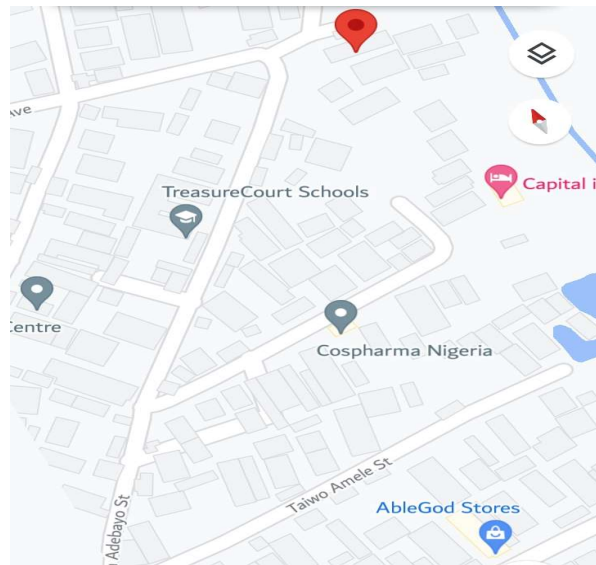 Ave
TreasureCourt Schools
Capital i
Centre
Cospharma Nigeria
Taiwo Amele St
Adebayo St
AbleGod Stores